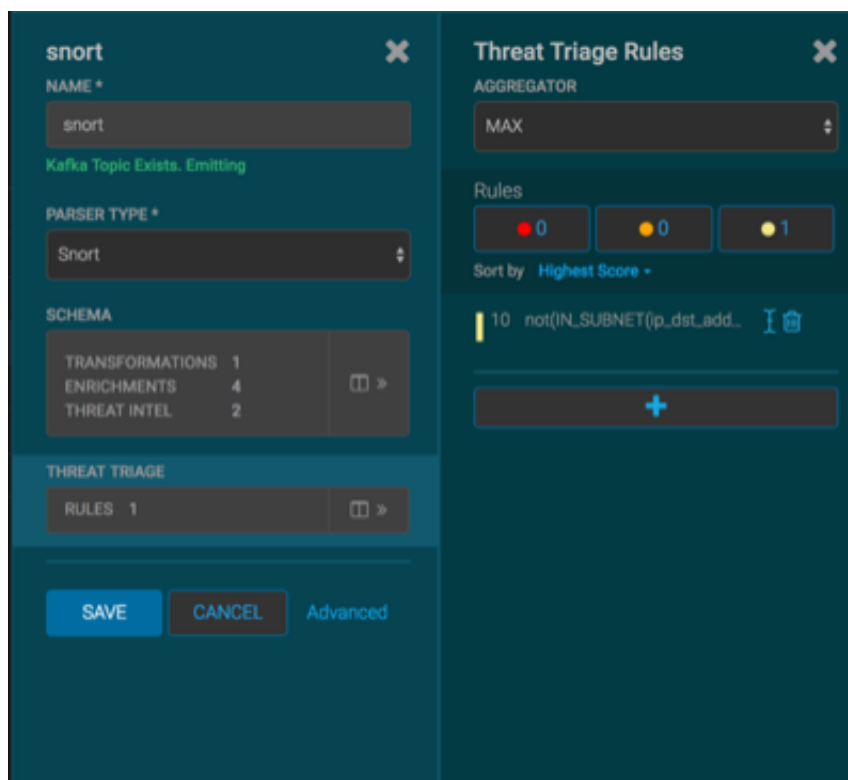 snort
NAME *
snort
Kafka Topic Exists. Emitting
PARSER TYPE *
Snort
SCHEMA
TRANSFORMATIONS 1
ENRICHMENTS 4
THREAT INTEL 2
THREAT TRIAGE
RULES 1
SAVE CANCEL Advanced
Threat Triage Rules
AGGREGATOR
MAX
Rules
0 0 1
Sort by Highest Score
10 not(IN_SUBNET(ip_dst_add...